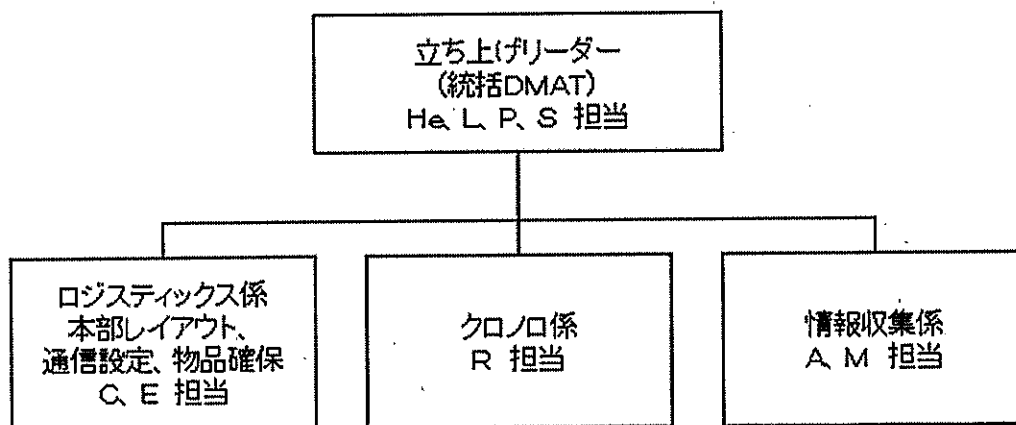 立ち上げリーダー
(統括DMAT)
He、L、P、S 担当
ロジスティックス係
本部レイアウト、
通信設定、物品確保
C、E 担当
クロノロ係
R 担当
情報収集係
A、M 担当